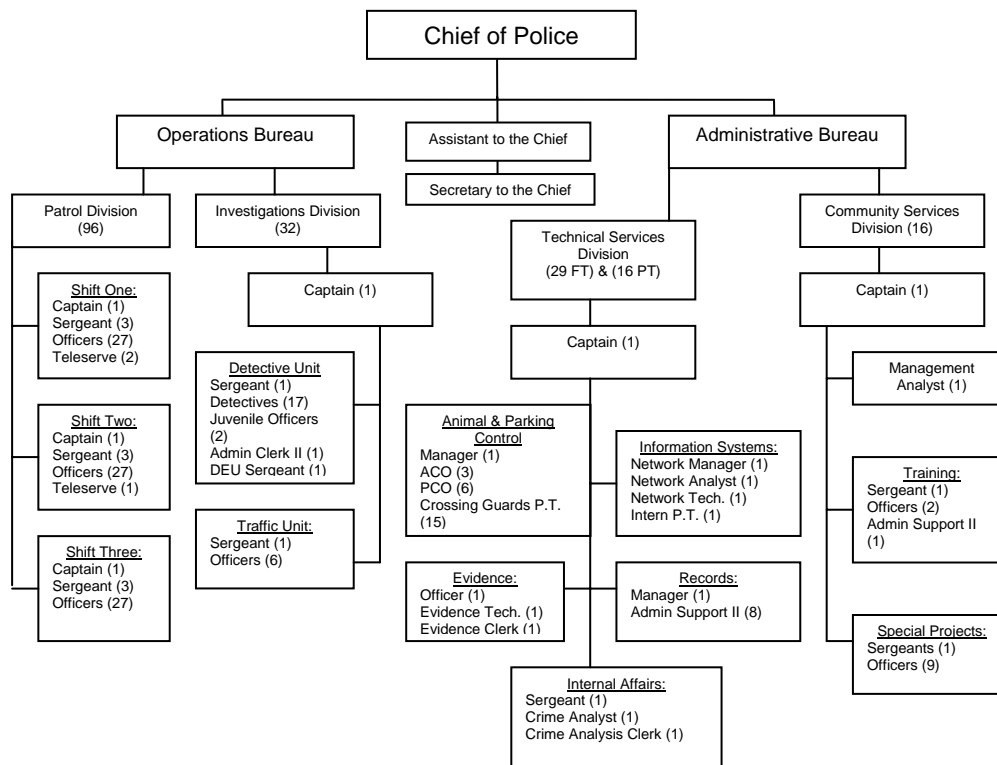 Chief of Police
Operations Bureau
Assistant to the Chief
Administrative Bureau
Secretary to the Chief
Patrol Division
(96)
Investigations Division
(32)
Technical Services
Division
(29 FT) & (16 PT)
Community Services
Division (16)
Shift One:
Captain (1)
Sergeant (3)
Officers (27)
Teleserve (2)
Shift Two:
Captain (1)
Sergeant (3)
Officers (27)
Teleserve (1)
Shift Three:
Captain (1)
Sergeant (3)
Officers (27)
Captain (1)
Detective Unit
Sergeant (1)
Detectives (17)
Juvenile Officers
(2)
Admin Clerk II (1)
DEU Sergeant (1)
Traffic Unit:
Sergeant (1)
Officers (6)
Captain (1)
Animal & Parking
Control
Manager (1)
ACO (3)
PCO (6)
Crossing Guards P.T.
(15)
Information Systems:
Network Manager (1)
Network Analyst (1)
Network Tech. (1)
Intern P.T. (1)
Evidence:
Officer (1)
Evidence Tech. (1)
Evidence Clerk (1)
Records:
Manager (1)
Admin Support II (8)
Internal Affairs:
Sergeant (1)
Crime Analyst (1)
Crime Analysis Clerk (1)
Captain (1)
Management
Analyst (1)
Training:
Sergeant (1)
Officers (2)
Admin Support II
(1)
Special Projects:
Sergeants (1)
Officers (9)